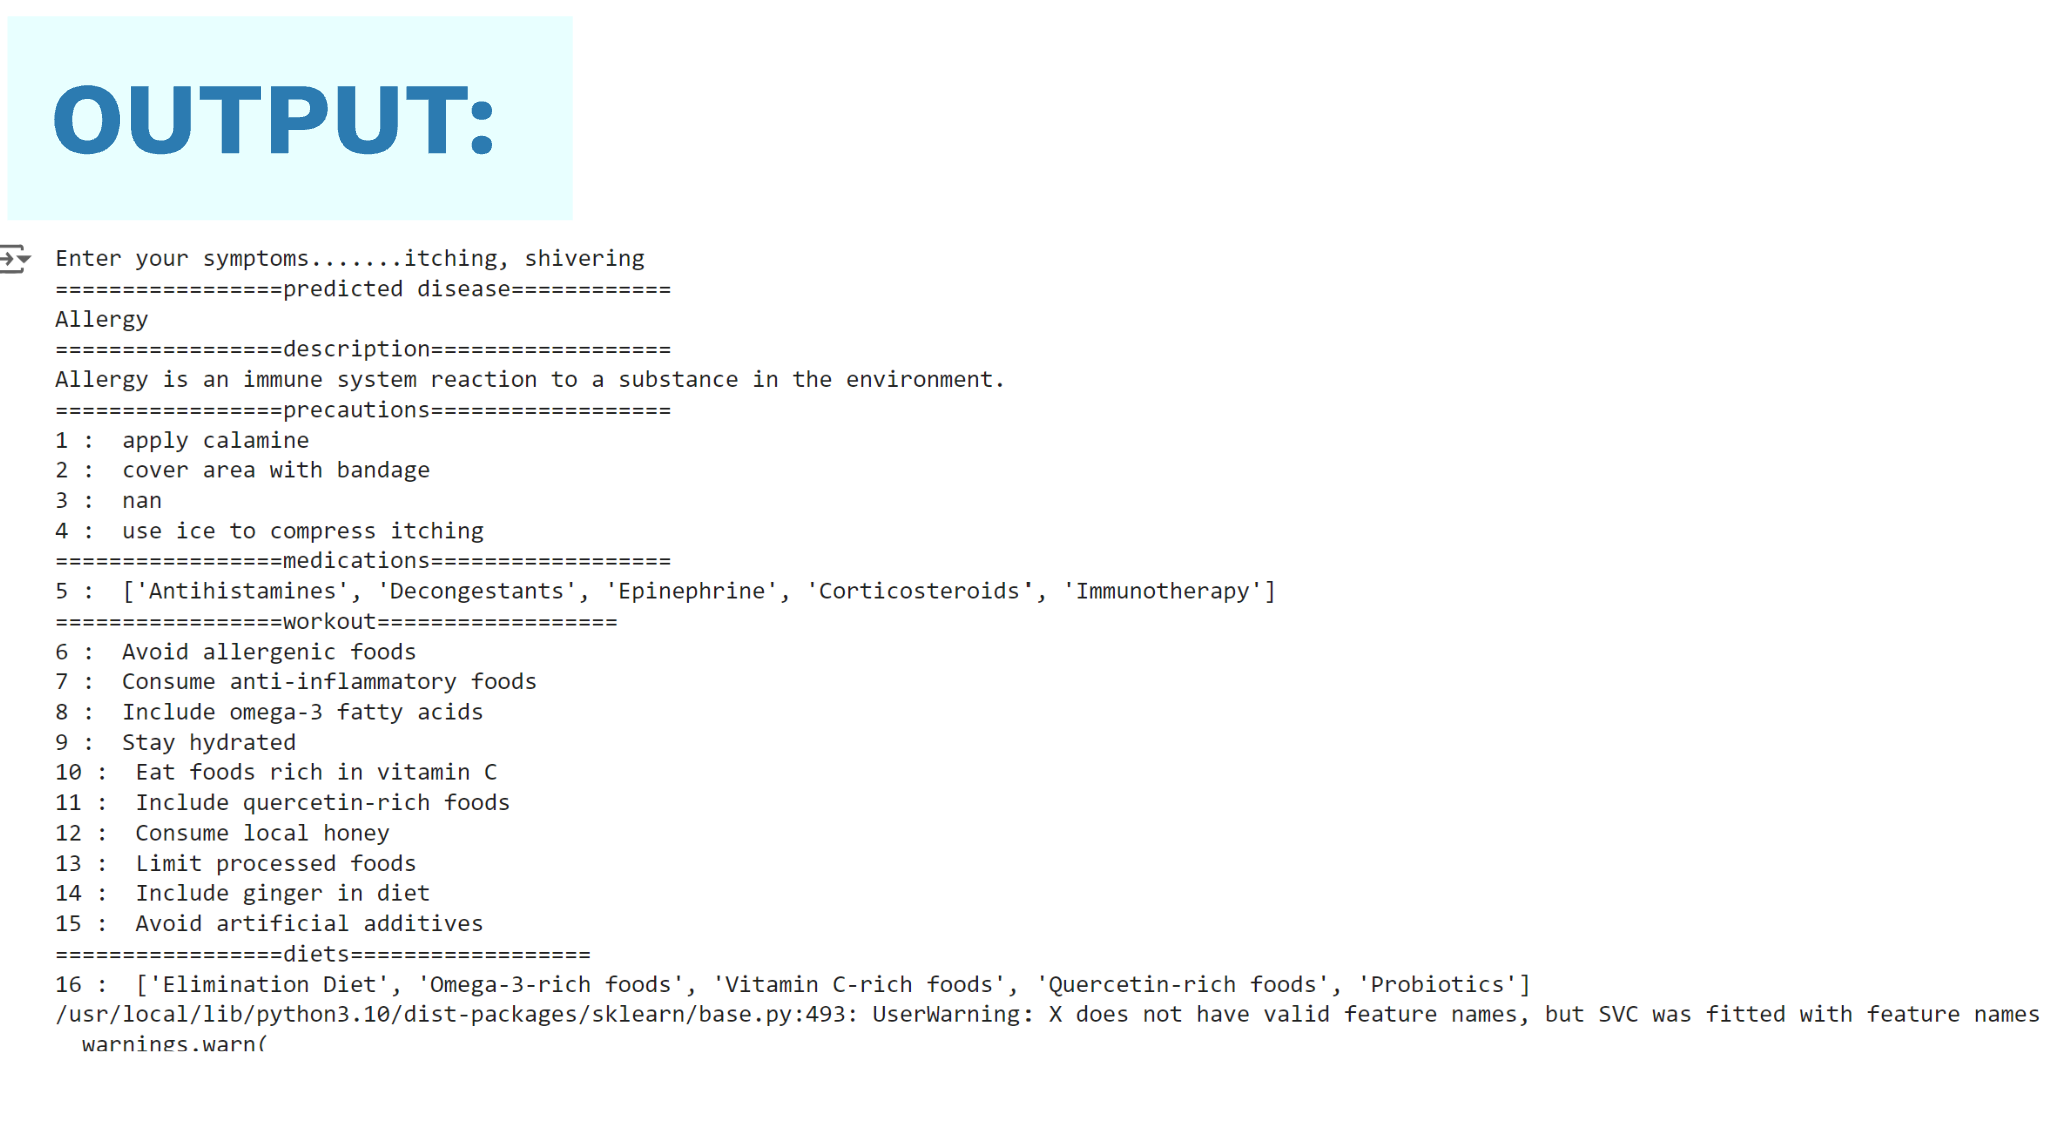 OUTPUT:
Enter your symptoms.......itching, shivering
=================predicted disease============
Allergy
=================description==================
Allergy is an immune system reaction to a substance in the environment.
=================precautions==================
1 :  apply calamine
2 :  cover area with bandage
3 :  nan
4 :  use ice to compress itching
=================medications==================
5 :  ['Antihistamines', 'Decongestants', 'Epinephrine', 'Corticosteroids', 'Immunotherapy']
=================workout==================
6 :  Avoid allergenic foods
7 :  Consume anti-inflammatory foods
8 :  Include omega-3 fatty acids
9 :  Stay hydrated
10 :  Eat foods rich in vitamin C
11 :  Include quercetin-rich foods
12 :  Consume local honey
13 :  Limit processed foods
14 :  Include ginger in diet
15 :  Avoid artificial additives
=================diets==================
16 :  ['Elimination Diet', 'Omega-3-rich foods', 'Vitamin C-rich foods', 'Quercetin-rich foods', 'Probiotics']
/usr/local/lib/python3.10/dist-packages/sklearn/base.py:493: UserWarning: X does not have valid feature names, but SVC was fitted with feature names
  warnings.warn(